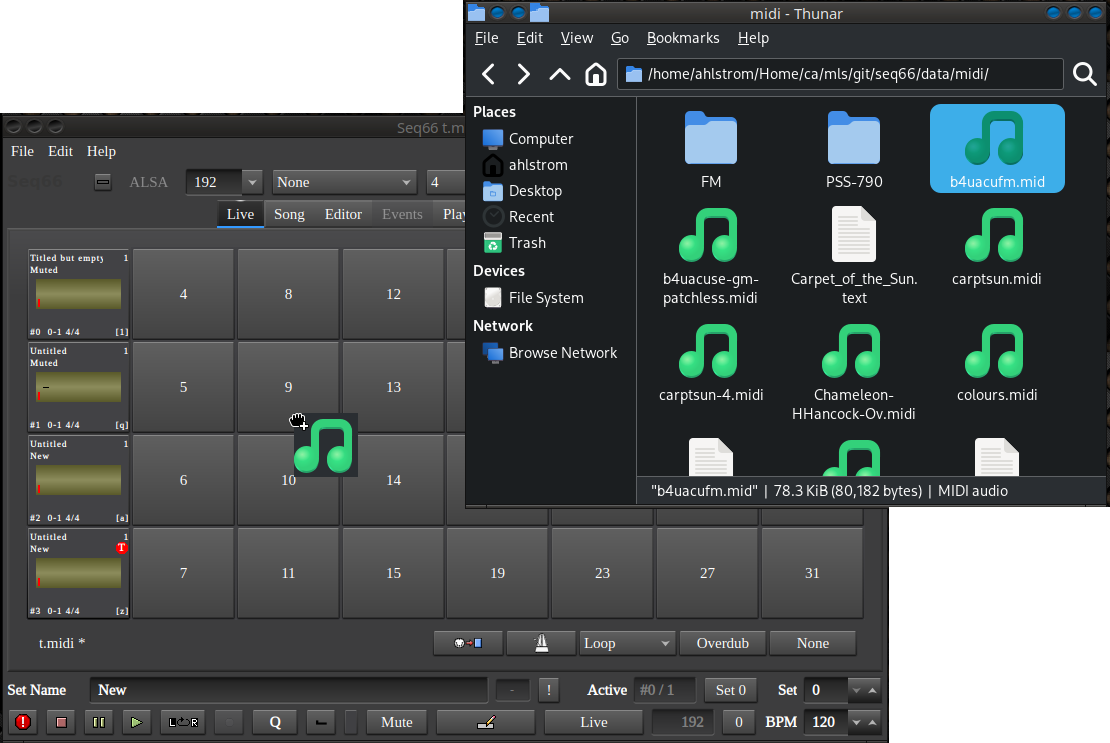 midi - Thunar
File Edit View Go Bookmarks Help
/home/ahlstrom/Home/ca/mls/git/seq66/data/midi/
Places
Computer
ahlstrom
Desktop
Recent
Trash
Devices
File System
Network
Browse Network
FM
PSS-790
b4uacufm.mid
b4uacuse-gm-
patchless.midi
Carpet_of_the_Sun.
text
carptsun.midi
carptsun-4.midi
Chameleon-
HHancock-Ov.midi
colours.midi
"b4uacufm.mid" | 78.3 KiB (80,182 bytes) | MIDI audio
Seq66 t.m
File Edit Help
Seq66 ALSA 192 None 4
Live Song Editor Events Play
Titled but empty 1
Muted
#0 0-1 4/4 [1]
4 8 12
Untitled 1
Muted
#1 0-1 4/4 [q]
5 9 13
Untitled 1
New
#2 0-1 4/4 [a]
6 10 14
Untitled 1
New T
#3 0-1 4/4 [z]
7 11 15 19 23 27 31
t.midi * Loop Overdub None
Set Name New - ! Active #0 / 1 Set 0 Set 0
! L R Q Mute Live 192 0 BPM 120